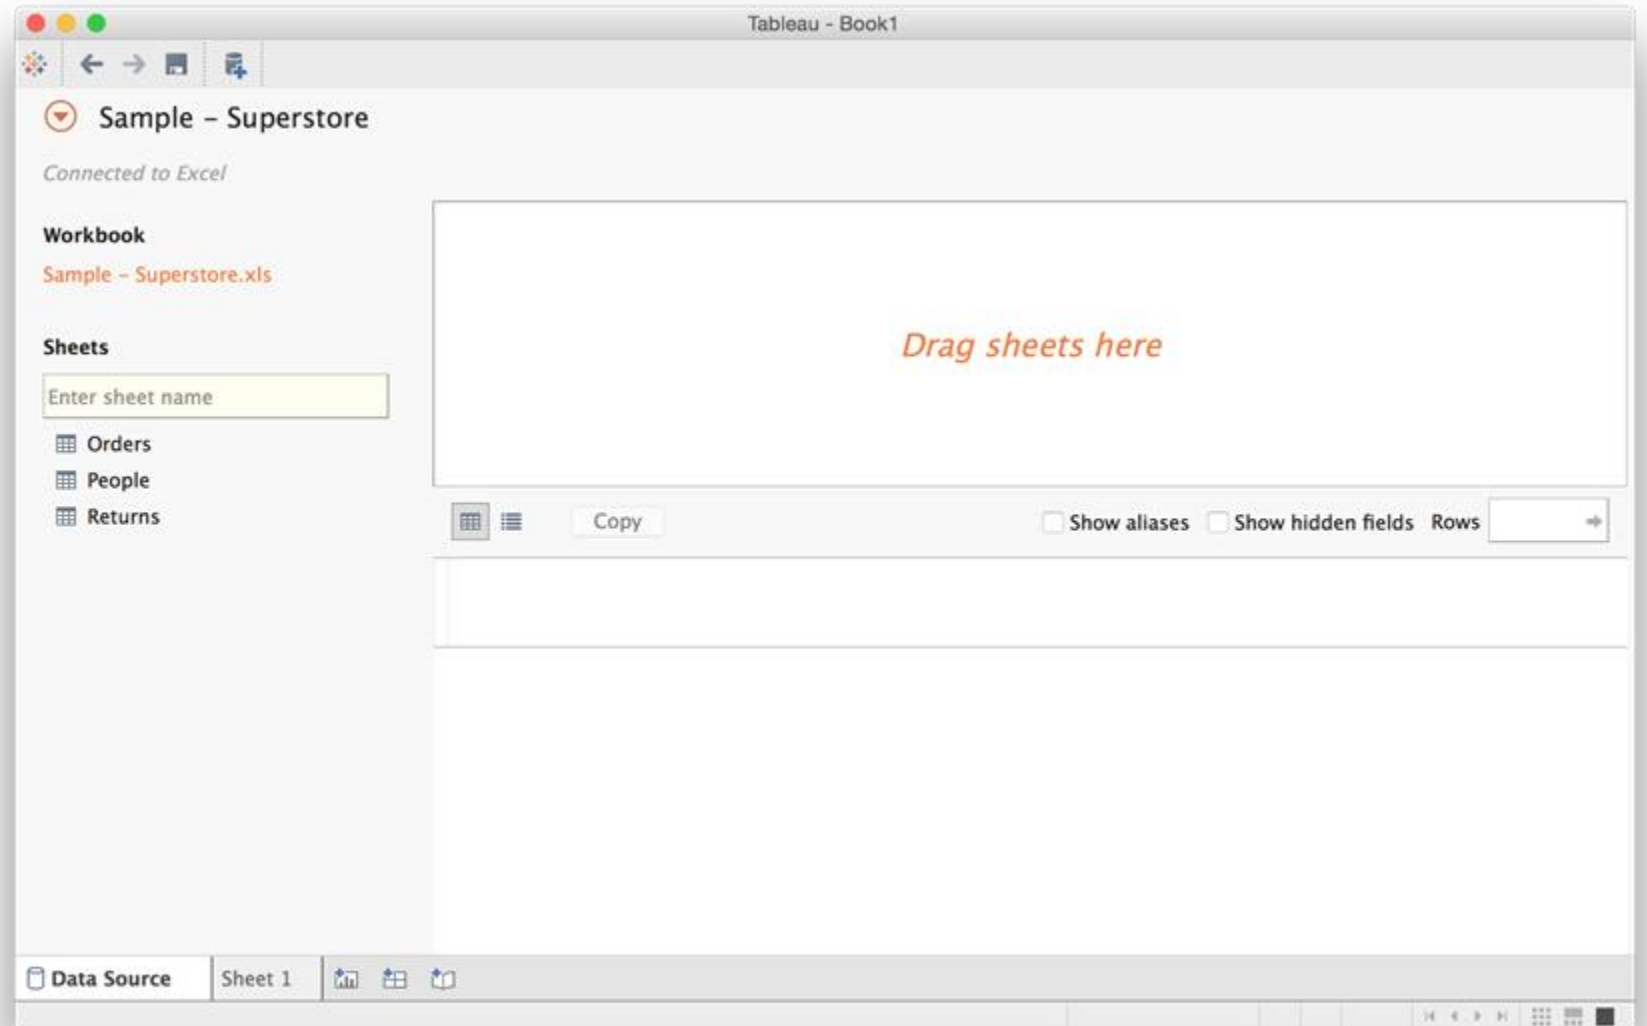 Tableau - Book1
Sample – Superstore
Connected to Excel
Workbook
Sample – Superstore.xls
Sheets
Enter sheet name
Orders
People
Returns
Drag sheets here
Copy
Show aliases
Show hidden fields
Rows
Data Source
Sheet 1